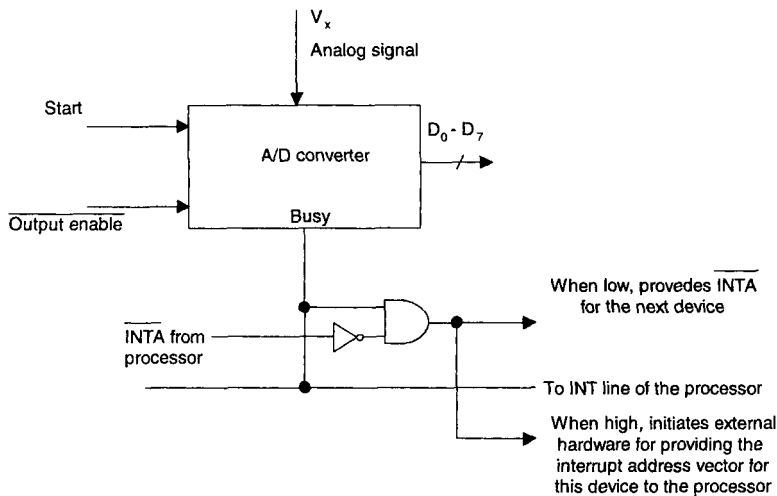 Vx
Analog signal
Start
D0 - D7
A/D converter
Output enable
Busy
When low, provedes INTA
for the next device
INTA from
processor
To INT line of the processor
When high, initiates external
hardware for providing the
interrupt address vector for
this device to the processor